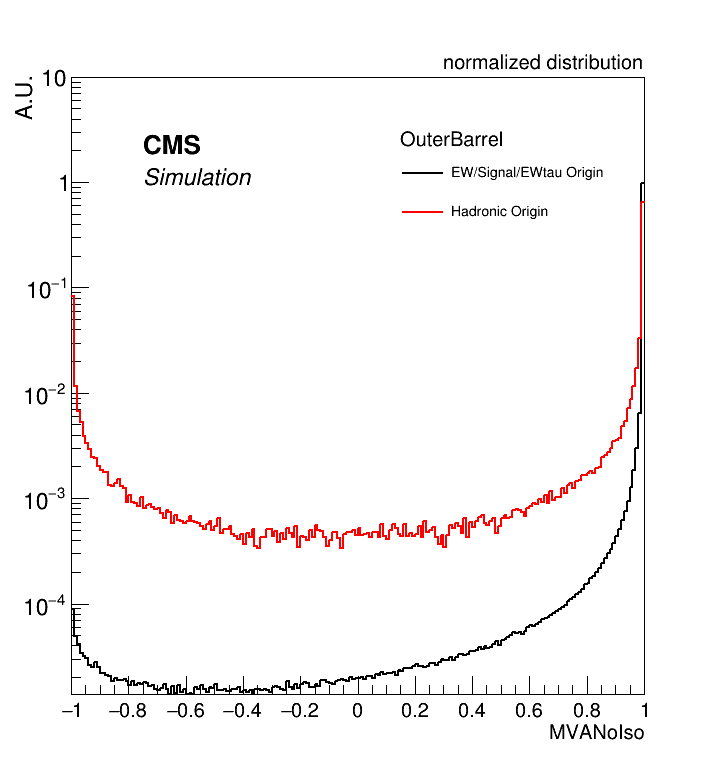 normalized distribution
A.U.
10
1
10−1
10−2
10−3
10−4
CMS
Simulation
OuterBarrel
EW/Signal/EWtau Origin
Hadronic Origin
−1 −0.8 −0.6 −0.4 −0.2 0 0.2 0.4 0.6 0.8 1
MVANoIso